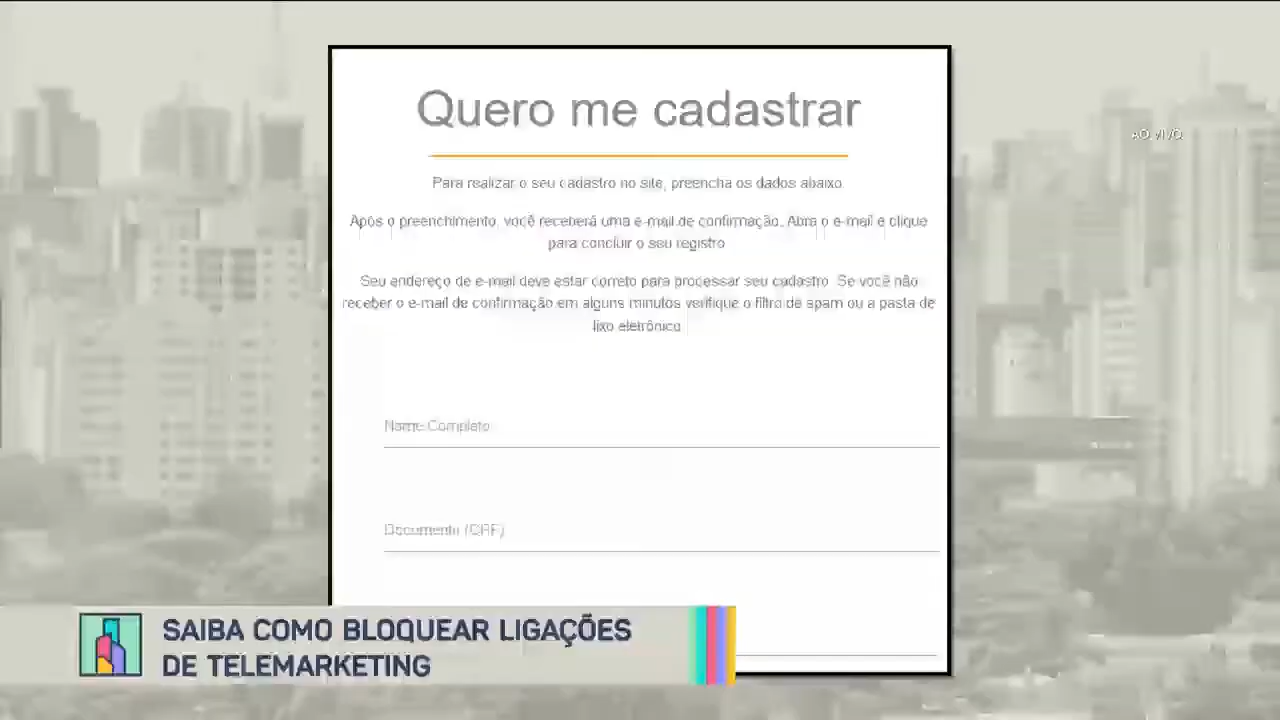 Quero me cadastrar
AO VIVO
Para realizar o seu cadastro no site, preencha os dados abaixo
Após o preenchimento, você receberá uma e-mail de confirmação. Abra o e-mail e clique
para concluir o seu registro
Seu endereço de e-mail deve estar correto para processar seu cadastro. Se você não
receber o e-mail de confirmação em alguns minutos verifique o filtro de spam ou a pasta de
lixo eletrônico
Nome Completo
Documento (CPF)
SAIBA COMO BLOQUEAR LIGAÇÕES
DE TELEMARKETING